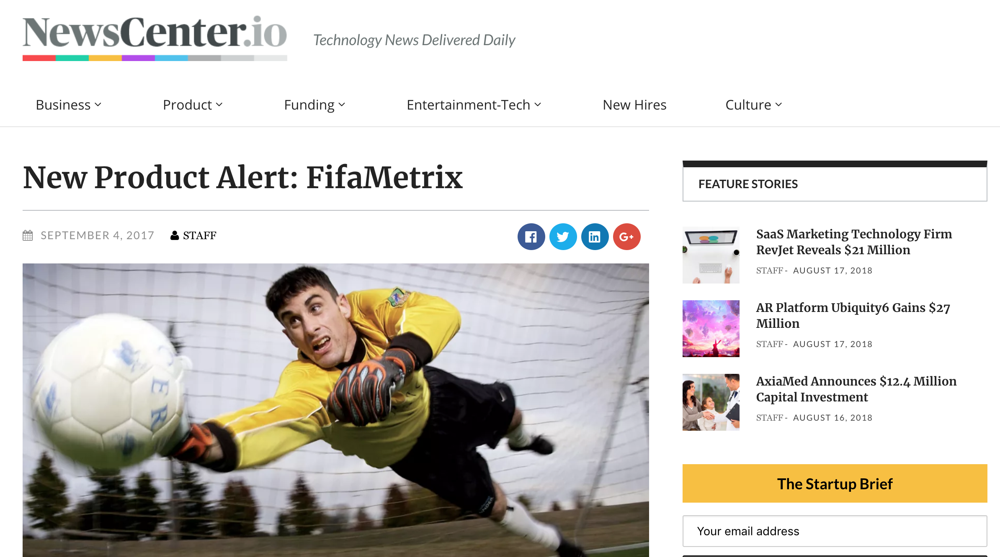 NewsCenter.io
Technology News Delivered Daily
Business
Product
Funding
Entertainment-Tech
New Hires
Culture
New Product Alert: FifaMetrix
SEPTEMBER 4, 2017
STAFF
G+
ER
FEATURE STORIES
SaaS Marketing Technology Firm
RevJet Reveals $21 Million
STAFF - AUGUST 17, 2018
AR Platform Ubiquity6 Gains $27
Million
STAFF - AUGUST 17, 2018
AxiaMed Announces $12.4 Million
Capital Investment
STAFF - AUGUST 16, 2018
The Startup Brief
Your email address